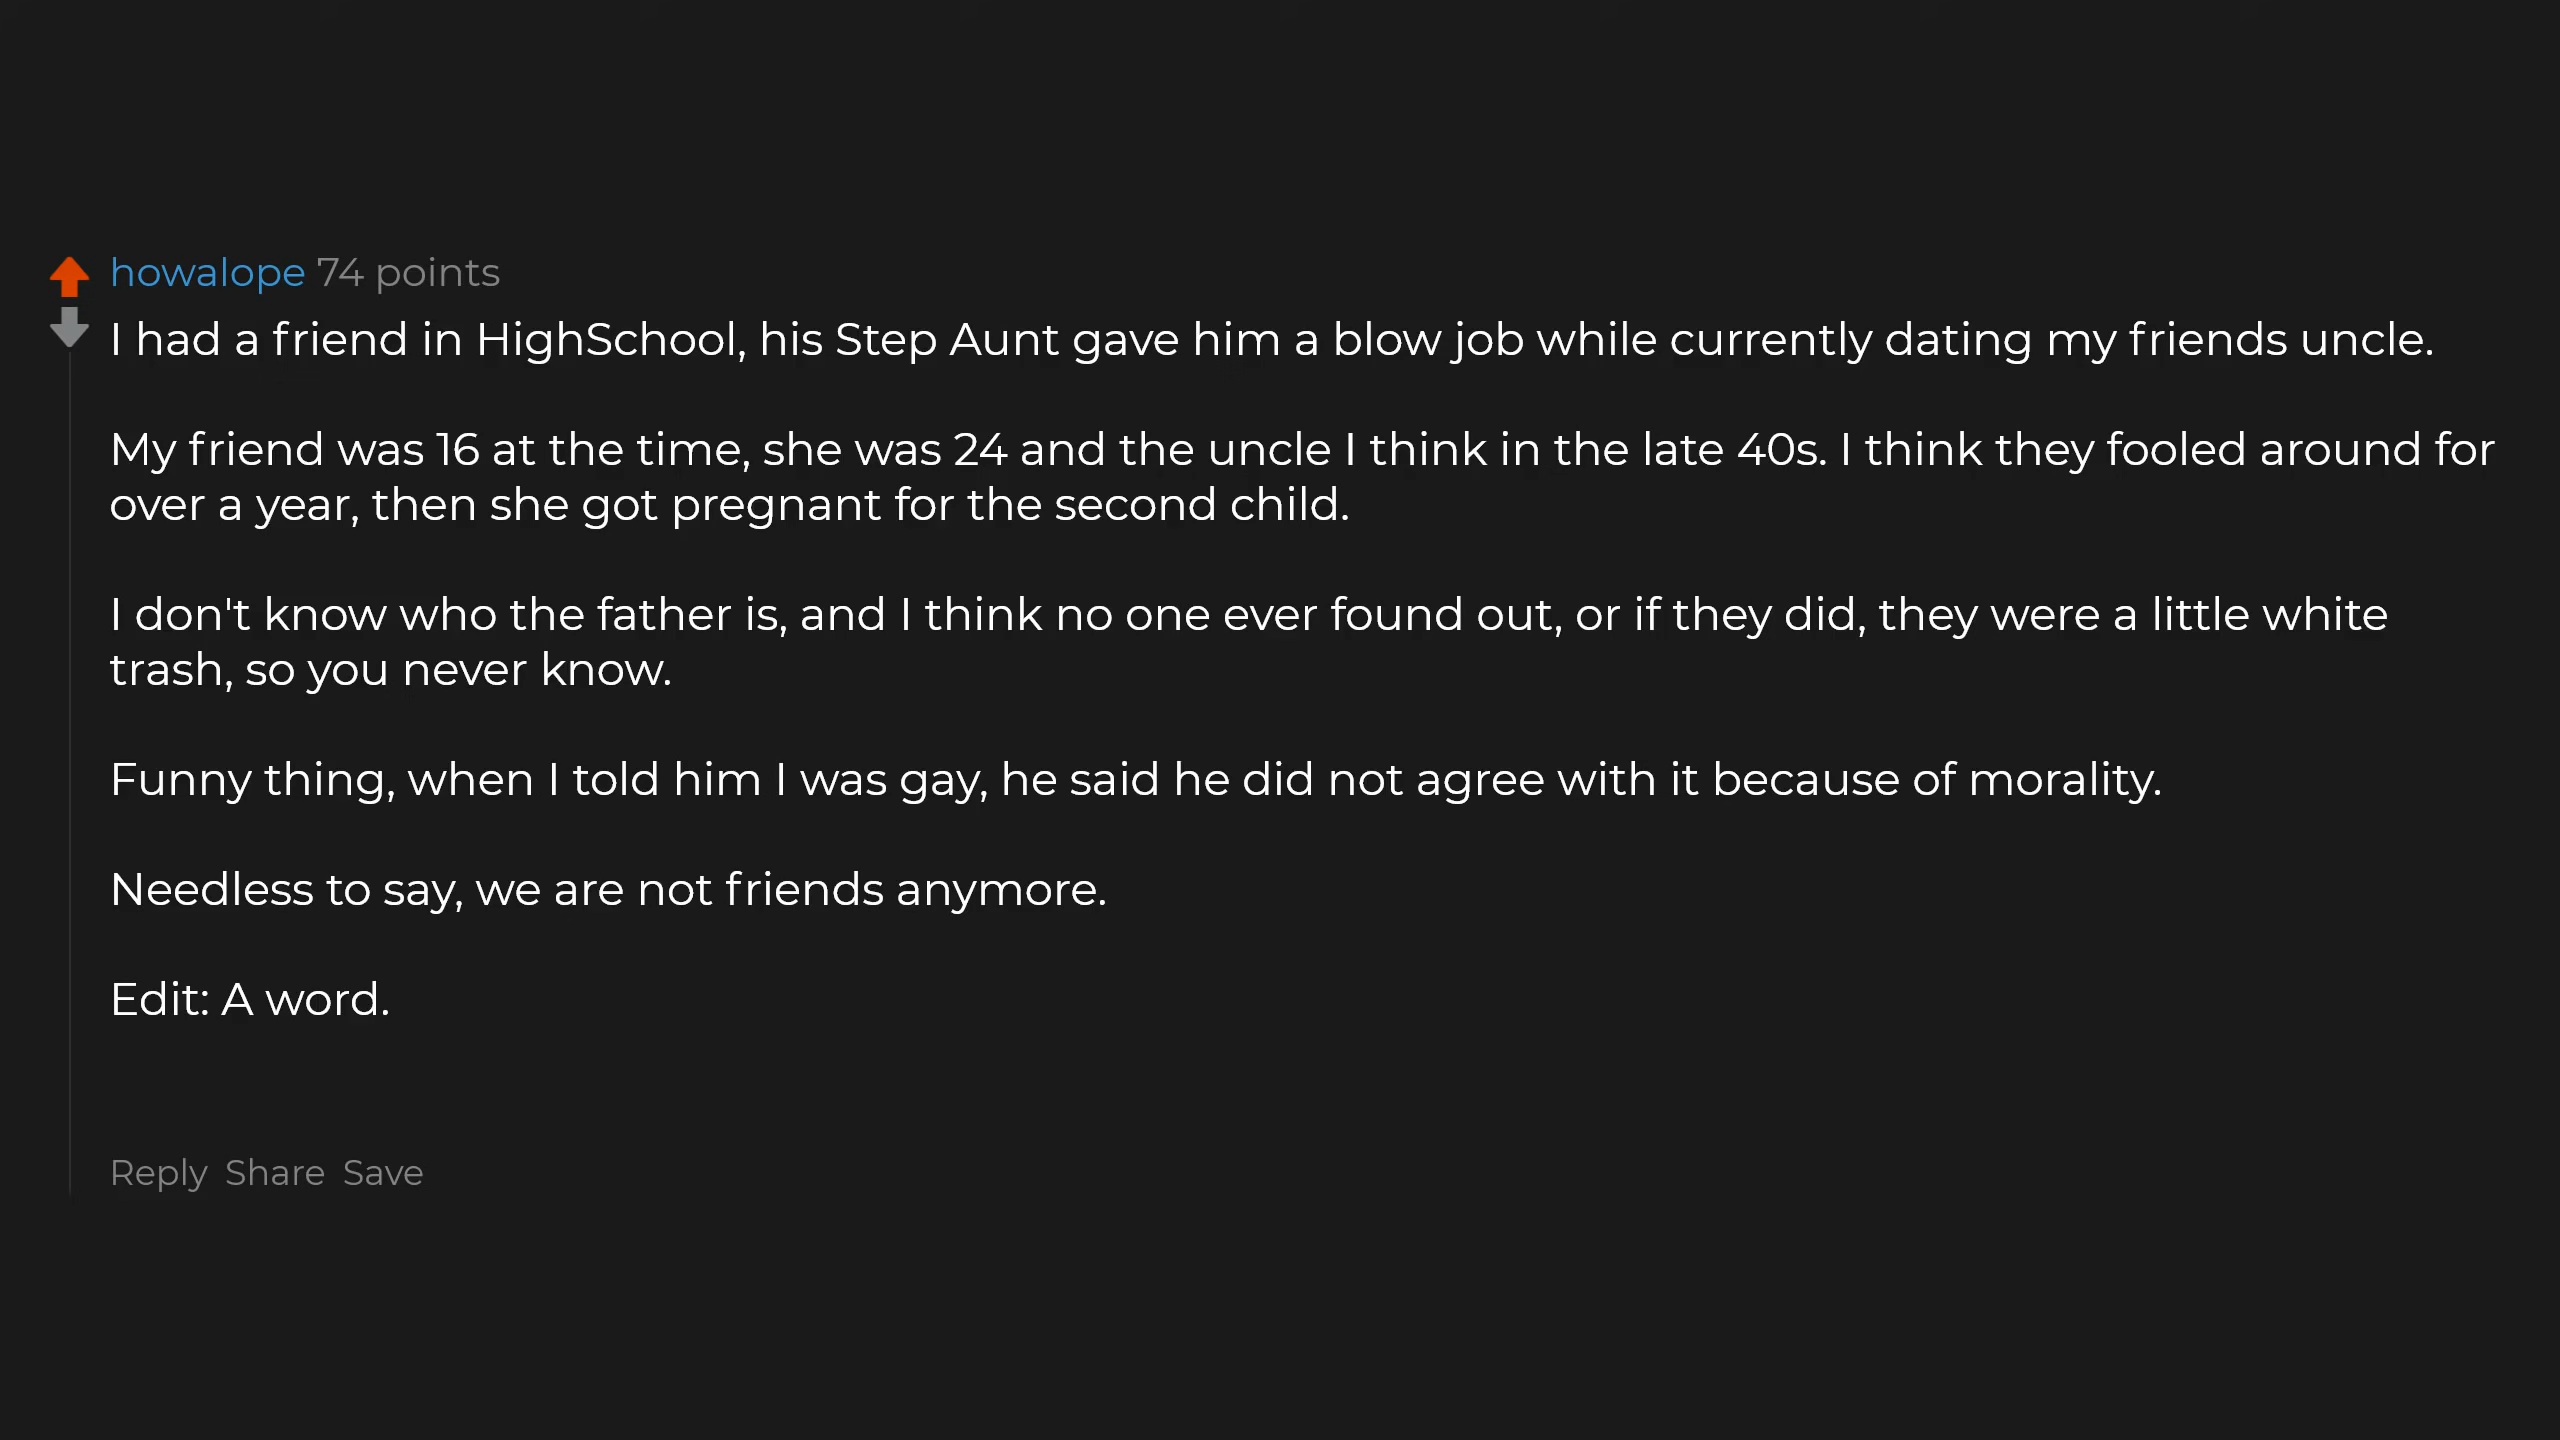 howalope 74 points
I had a friend in HighSchool, his Step Aunt gave him a blow job while currently dating my friends uncle.
My friend was 16 at the time, she was 24 and the uncle I think in the late 40s. I think they fooled around for
over a year, then she got pregnant for the second child.
I don't know who the father is, and I think no one ever found out, or if they did, they were a little white
trash, so you never know.
Funny thing, when I told him I was gay, he said he did not agree with it because of morality.
Needless to say, we are not friends anymore.
Edit: A word.
Reply Share Save